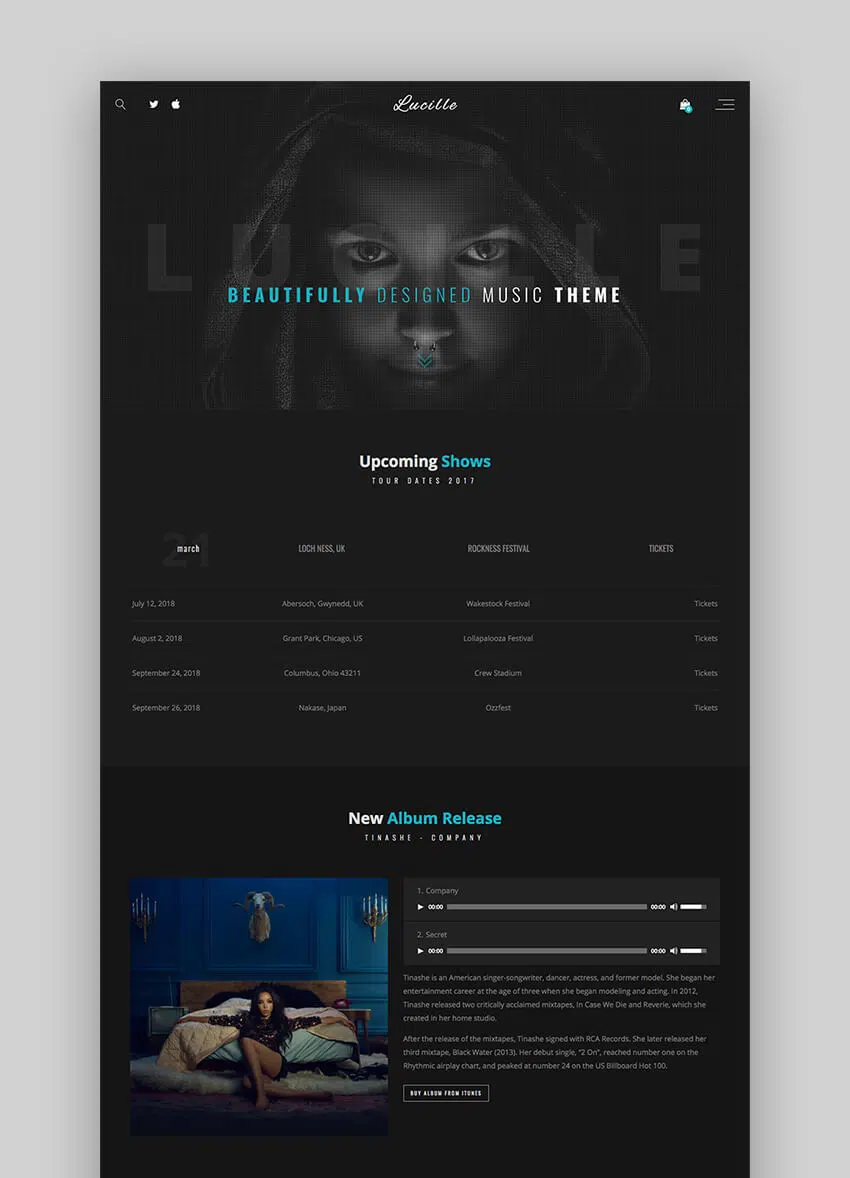 Lucille
0
LUCILLE
BEAUTIFULLY DESIGNED MUSIC THEME
Upcoming Shows
TOUR DATES 2017
21
march LOCH NESS, UK ROCKNESS FESTIVAL TICKETS
July 12, 2018 Abersoch, Gwynedd, UK Wakestock Festival Tickets
August 2, 2018 Grant Park, Chicago, US Lollapalooza Festival Tickets
September 24, 2018 Columbus, Ohio 43211 Crew Stadium Tickets
September 26, 2018 Nakase, Japan Ozzfest Tickets
New Album Release
TINASHE - COMPANY
1. Company
00:00 00:00
2. Secret
00:00 00:00
Tinashe is an American singer-songwriter, dancer, actress, and former model. She began her
entertainment career at the age of three when she began modeling and acting. In 2012,
Tinashe released two critically acclaimed mixtapes, In Case We Die and Reverie, which she
created in her home studio.
After the release of the mixtapes, Tinashe signed with RCA Records. She later released her
third mixtape, Black Water (2013). Her debut single, "2 On", reached number one on the
Rhythmic airplay chart, and peaked at number 24 on the US Billboard Hot 100.
BUY ALBUM FROM ITUNES